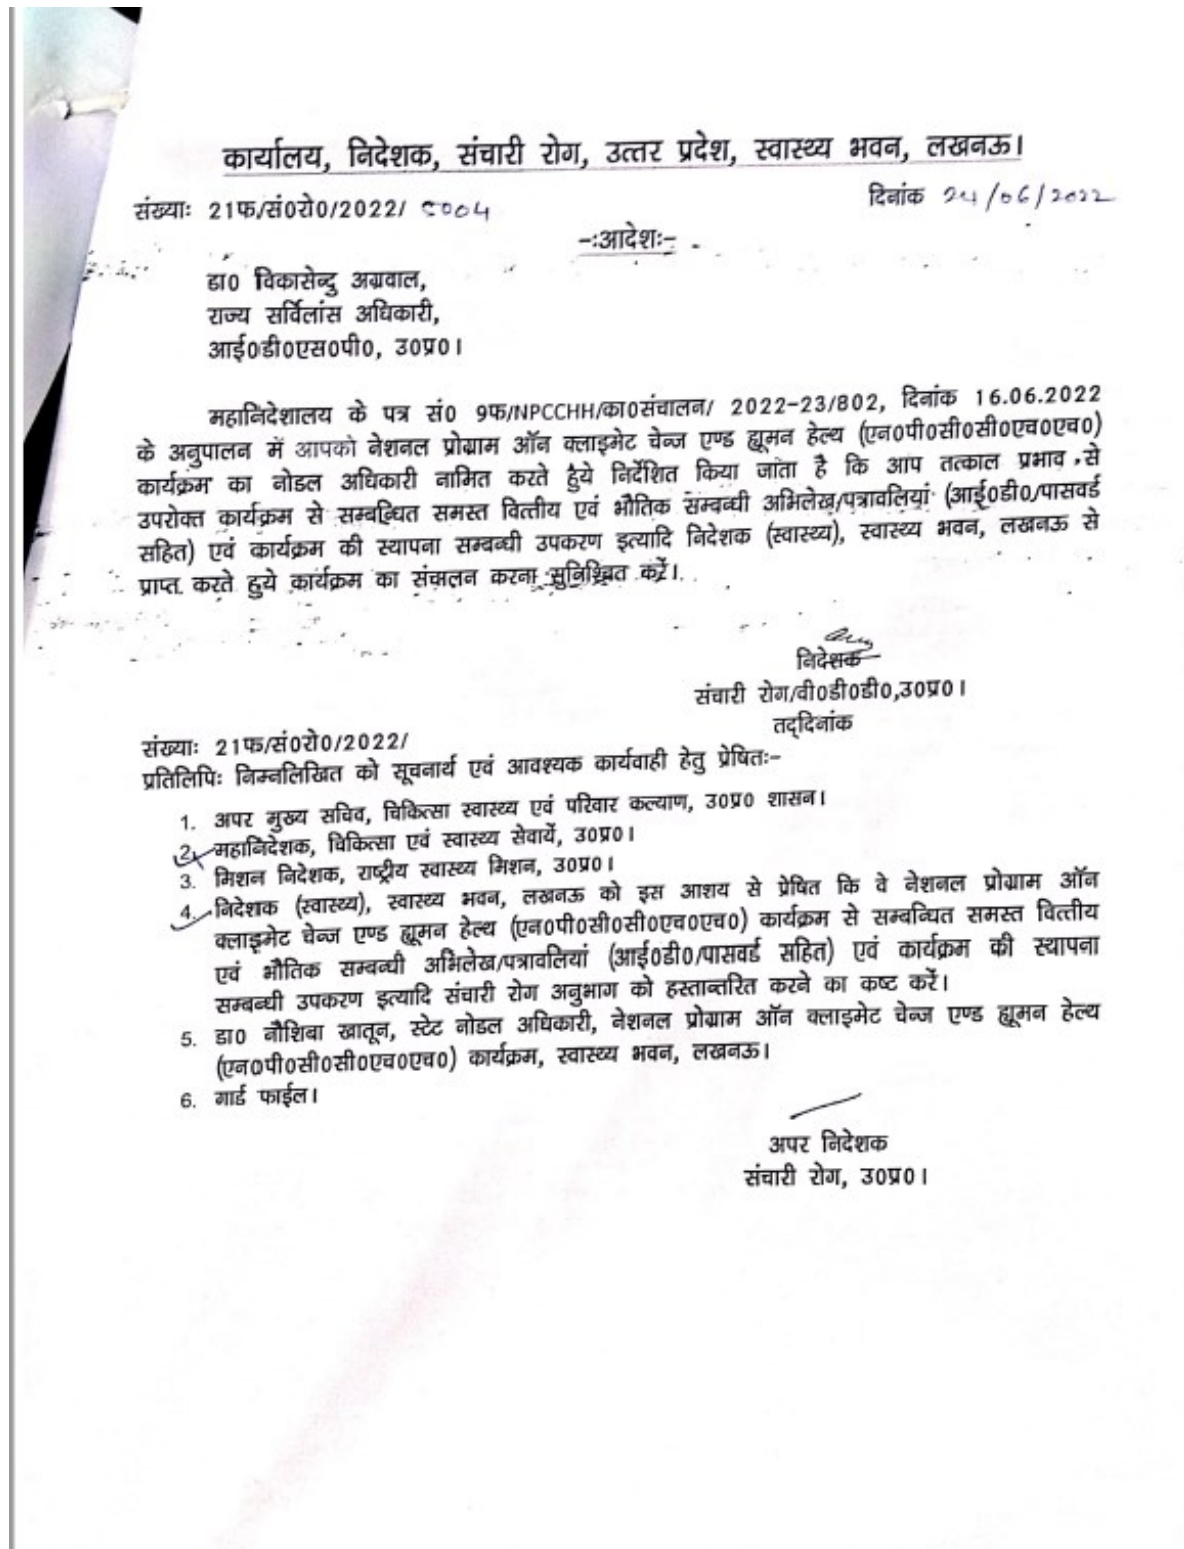 कार्यालय, निदेशक, संचारी रोग, उत्तर प्रदेश, स्वास्थ्य भवन, लखनऊ।
संख्याः 21फ/सं0रो0/2022/ 5004
दिनांक 24/06/2022
-:आदेशः-
डा0 विकासेन्दु अग्रवाल,
राज्य सर्विलांस अधिकारी,
आई0डी0एस0पी0, उ0प्र0।
महानिदेशालय के पत्र सं0 9फ/NPCCHH/का0संचालन/ 2022-23/802, दिनांक 16.06.2022
के अनुपालन में आपको नेशनल प्रोग्राम ऑन क्लाइमेट चेन्ज एण्ड ह्यूमन हेल्थ (एन0पी0सी0सी0एच0एच0)
कार्यक्रम का नोडल अधिकारी नामित करते हुये निर्देशित किया जाता है कि आप तत्काल प्रभाव से
उपरोक्त कार्यक्रम से सम्बन्धित समस्त वित्तीय एवं भौतिक सम्बन्धी अभिलेख/पत्रावलियां (आई0डी0/पासवर्ड
सहित) एवं कार्यक्रम की स्थापना सम्बन्धी उपकरण इत्यादि निदेशक (स्वास्थ्य), स्वास्थ्य भवन, लखनऊ से
प्राप्त करते हुये कार्यक्रम का संचालन करना सुनिश्चित करें।
निदेशक
संचारी रोग/वी0डी0डी0,उ0प्र0।
तद्दिनांक
संख्याः 21फ/सं0रो0/2022/
प्रतिलिपिः निम्नलिखित को सूचनार्थ एवं आवश्यक कार्यवाही हेतु प्रेषितः-
1. अपर मुख्य सचिव, चिकित्सा स्वास्थ्य एवं परिवार कल्याण, उ0प्र0 शासन।
2. महानिदेशक, चिकित्सा एवं स्वास्थ्य सेवायें, उ0प्र0।
3. मिशन निदेशक, राष्ट्रीय स्वास्थ्य मिशन, उ0प्र0।
4. निदेशक (स्वास्थ्य), स्वास्थ्य भवन, लखनऊ को इस आशय से प्रेषित कि वे नेशनल प्रोग्राम ऑन
क्लाइमेट चेन्ज एण्ड ह्यूमन हेल्थ (एन0पी0सी0सी0एच0एच0) कार्यक्रम से सम्बन्धित समस्त वित्तीय
एवं भौतिक सम्बन्धी अभिलेख/पत्रावलियां (आई0डी0/पासवर्ड सहित) एवं कार्यक्रम की स्थापना
सम्बन्धी उपकरण इत्यादि संचारी रोग अनुभाग को हस्तान्तरित करने का कष्ट करें।
5. डा0 नौशिबा खातून, स्टेट नोडल अधिकारी, नेशनल प्रोग्राम ऑन क्लाइमेट चेन्ज एण्ड ह्यूमन हेल्थ
(एन0पी0सी0सी0एच0एच0) कार्यक्रम, स्वास्थ्य भवन, लखनऊ।
6. गार्ड फाईल।
अपर निदेशक
संचारी रोग, उ0प्र0।